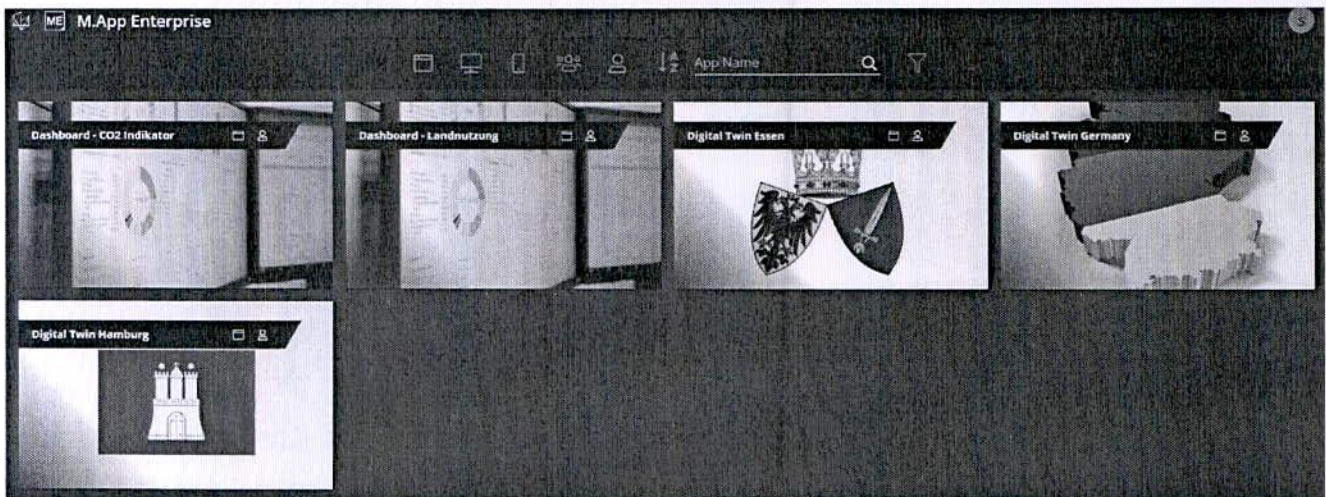 ME M.App Enterprise
S
App Name
Dashboard - CO2 Indikator
Dashboard - Landnutzung
Digital Twin Essen
Digital Twin Germany
Digital Twin Hamburg